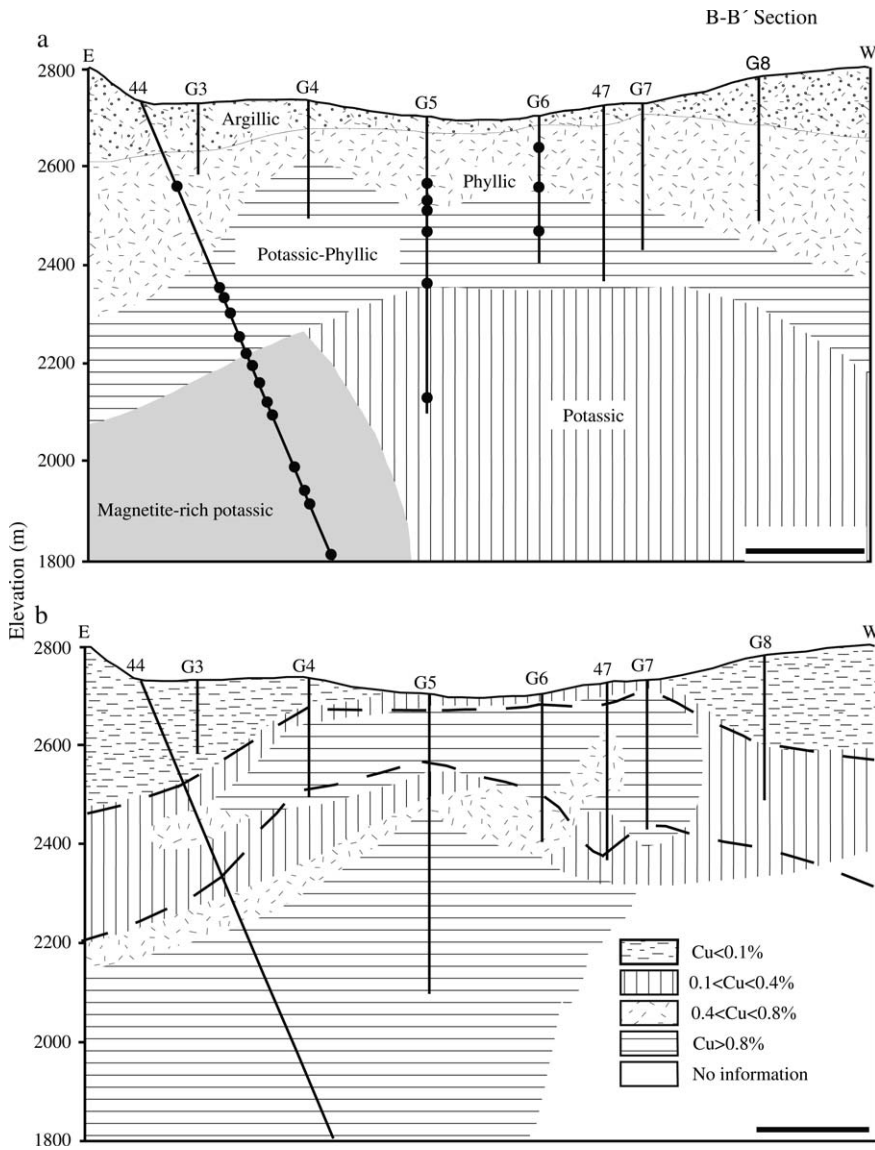 B-B´ Section
a
E
W
2800
44
G3
G4
G5
G6
47
G7
G8
Argillic
2600
Phyllic
Potassic-Phyllic
2400
2200
Potassic
2000
Magnetite-rich potassic
1800
Elevation (m)
b
E
W
2800
44
G3
G4
G5
G6
47
G7
G8
2600
2400
2200
Cu<0.1%
0.1<Cu<0.4%
2000
0.4<Cu<0.8%
Cu>0.8%
No information
1800